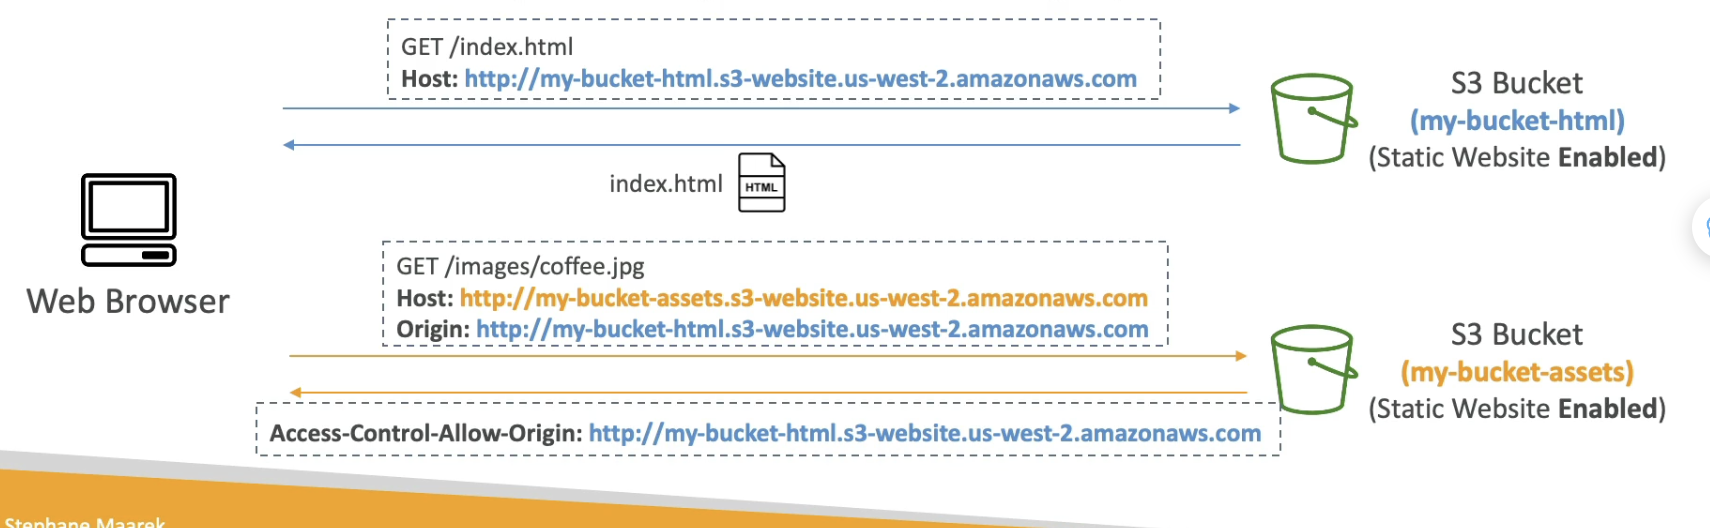 GET /index.html
Host: http://my-bucket-html.s3-website.us-west-2.amazonaws.com
S3 Bucket
(my-bucket-html)
(Static Website Enabled)
index.html
HTML
Web Browser
GET /images/coffee.jpg
Host: http://my-bucket-assets.s3-website.us-west-2.amazonaws.com
Origin: http://my-bucket-html.s3-website.us-west-2.amazonaws.com
S3 Bucket
(my-bucket-assets)
(Static Website Enabled)
Access-Control-Allow-Origin: http://my-bucket-html.s3-website.us-west-2.amazonaws.com
Stephane Maarek